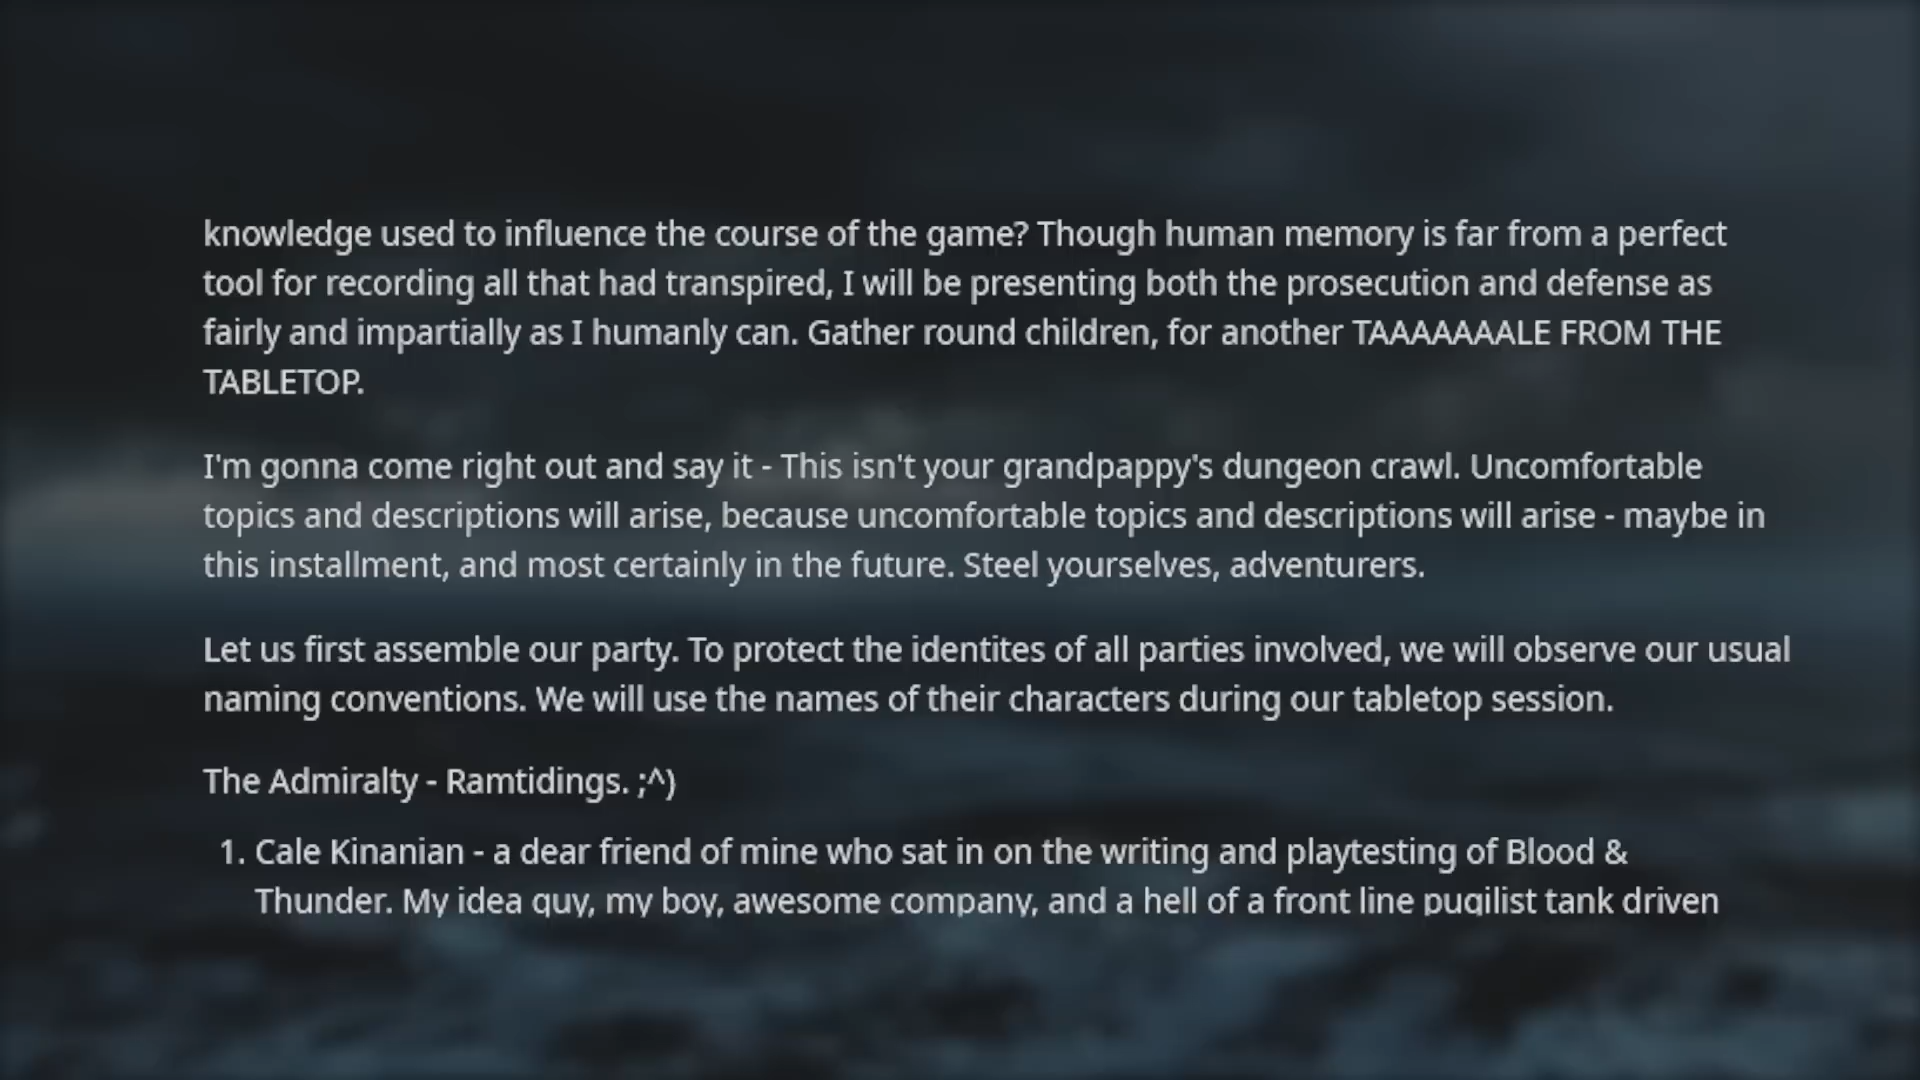 knowledge used to influence the course of the game? Though human memory is far from a perfect
tool for recording all that had transpired, I will be presenting both the prosecution and defense as
fairly and impartially as I humanly can. Gather round children, for another TAAAAAAALE FROM THE
TABLETOP.
I'm gonna come right out and say it - This isn't your grandpappy's dungeon crawl. Uncomfortable
topics and descriptions will arise, because uncomfortable topics and descriptions will arise - maybe in
this installment, and most certainly in the future. Steel yourselves, adventurers.
Let us first assemble our party. To protect the identites of all parties involved, we will observe our usual
naming conventions. We will use the names of their characters during our tabletop session.
The Admiralty - Ramtidings. ;^)
1. Cale Kinanian - a dear friend of mine who sat in on the writing and playtesting of Blood &
Thunder. My idea guy, my boy, awesome company, and a hell of a front line pugilist tank driven